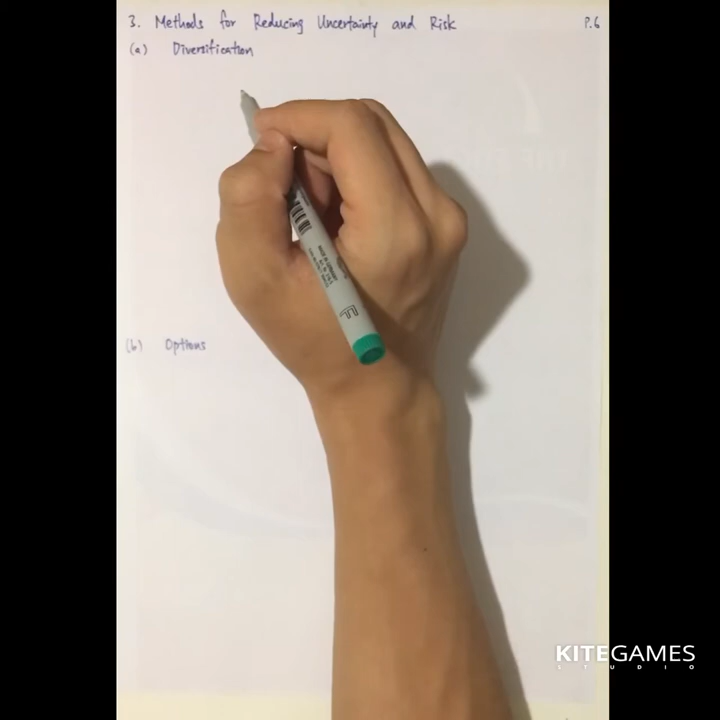 3. Methods for Reducing Uncertainty and Risk P.6
(a) Diversification
(b) Options
KITEGAMES
STUDIO